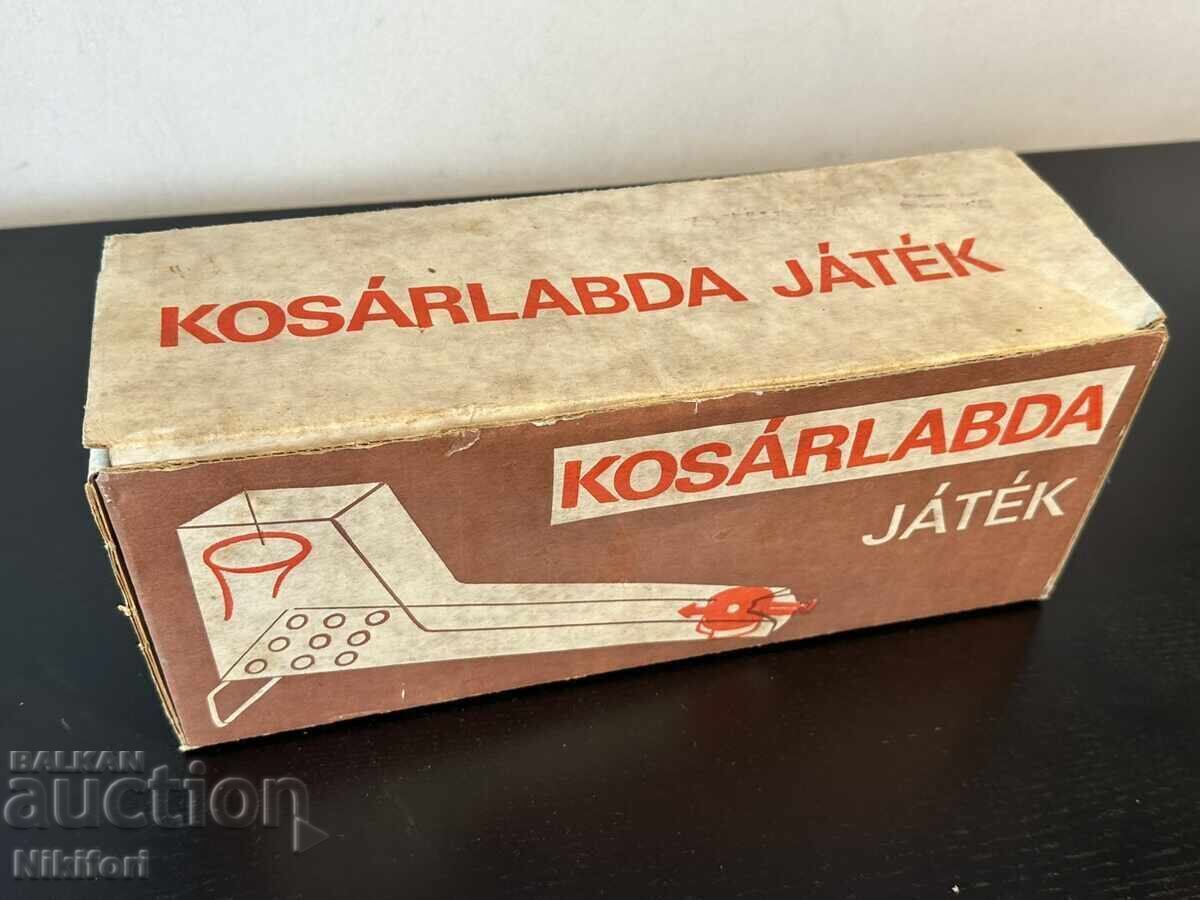 KOSÁRLABDA JÁTÉK
KOSÁRLABDA
JÁTÉK
BALKAN
auction
Nikifori